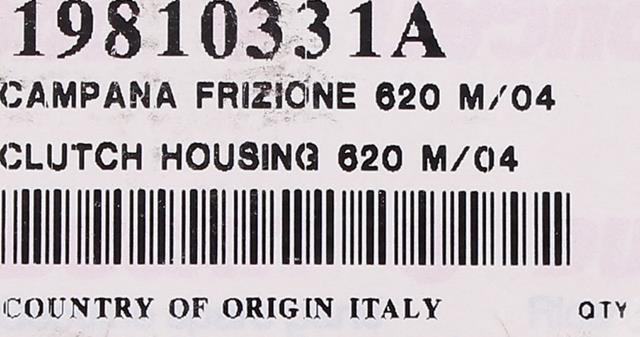 19810331A
CAMPANA FRIZIONE 620 M/04
CLUTCH HOUSING 620 M/04
COUNTRY OF ORIGIN ITALY QTY